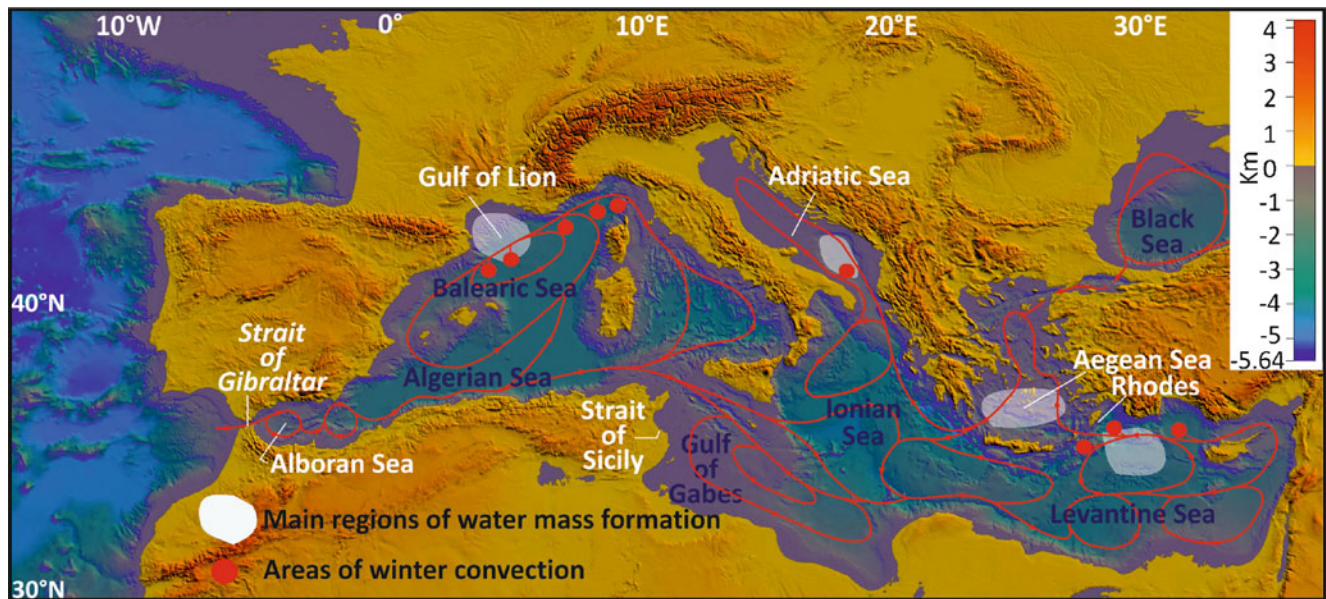 10°W
0°
10°E
20°E
30°E
4
3
2
1
0
-1
-2
-3
-4
-5
-5.64
Km
Gulf of Lion
Adriatic Sea
Black
Sea
40°N
Balearic Sea
Strait
of
Gibraltar
Algerian Sea
Aegean Sea
Rhodes
Strait
of
Sicily
Ionian
Sea
Gulf
of
Gabes
Alboran Sea
Levantine Sea
Main regions of water mass formation
Areas of winter convection
30°N